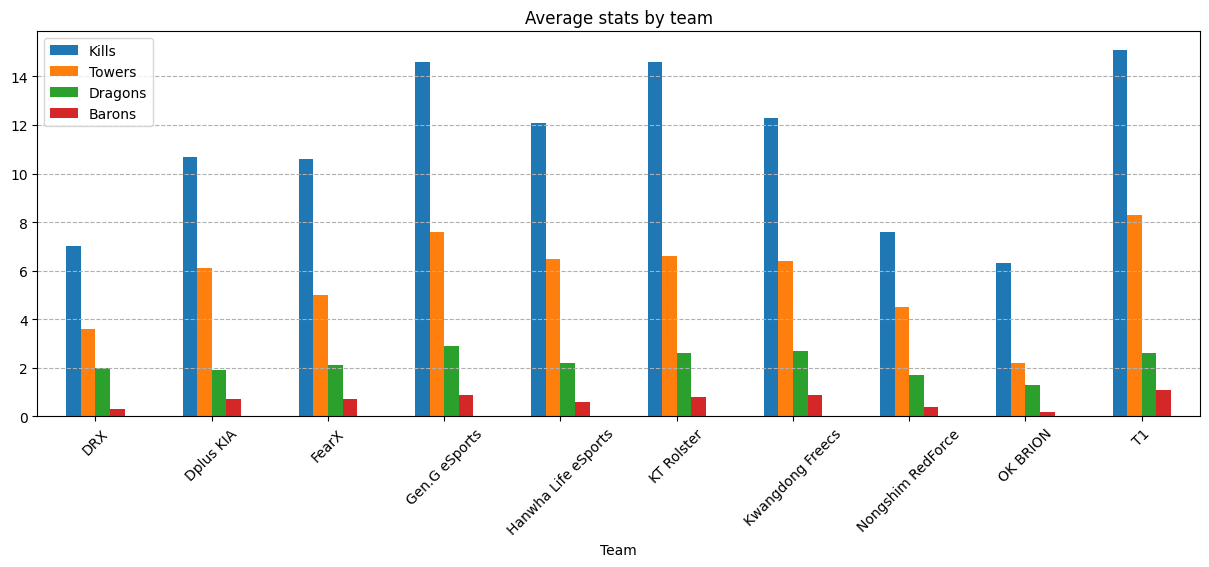 Average stats by team
Kills
Towers
Dragons
Barons
14
12
10
8
6
4
2
0
DRX
Dplus KIA
FearX
Gen.G eSports
Hanwha Life eSports
KT Rolster
Kwangdong Freecs
Nongshim RedForce
OK BRION
T1
Team